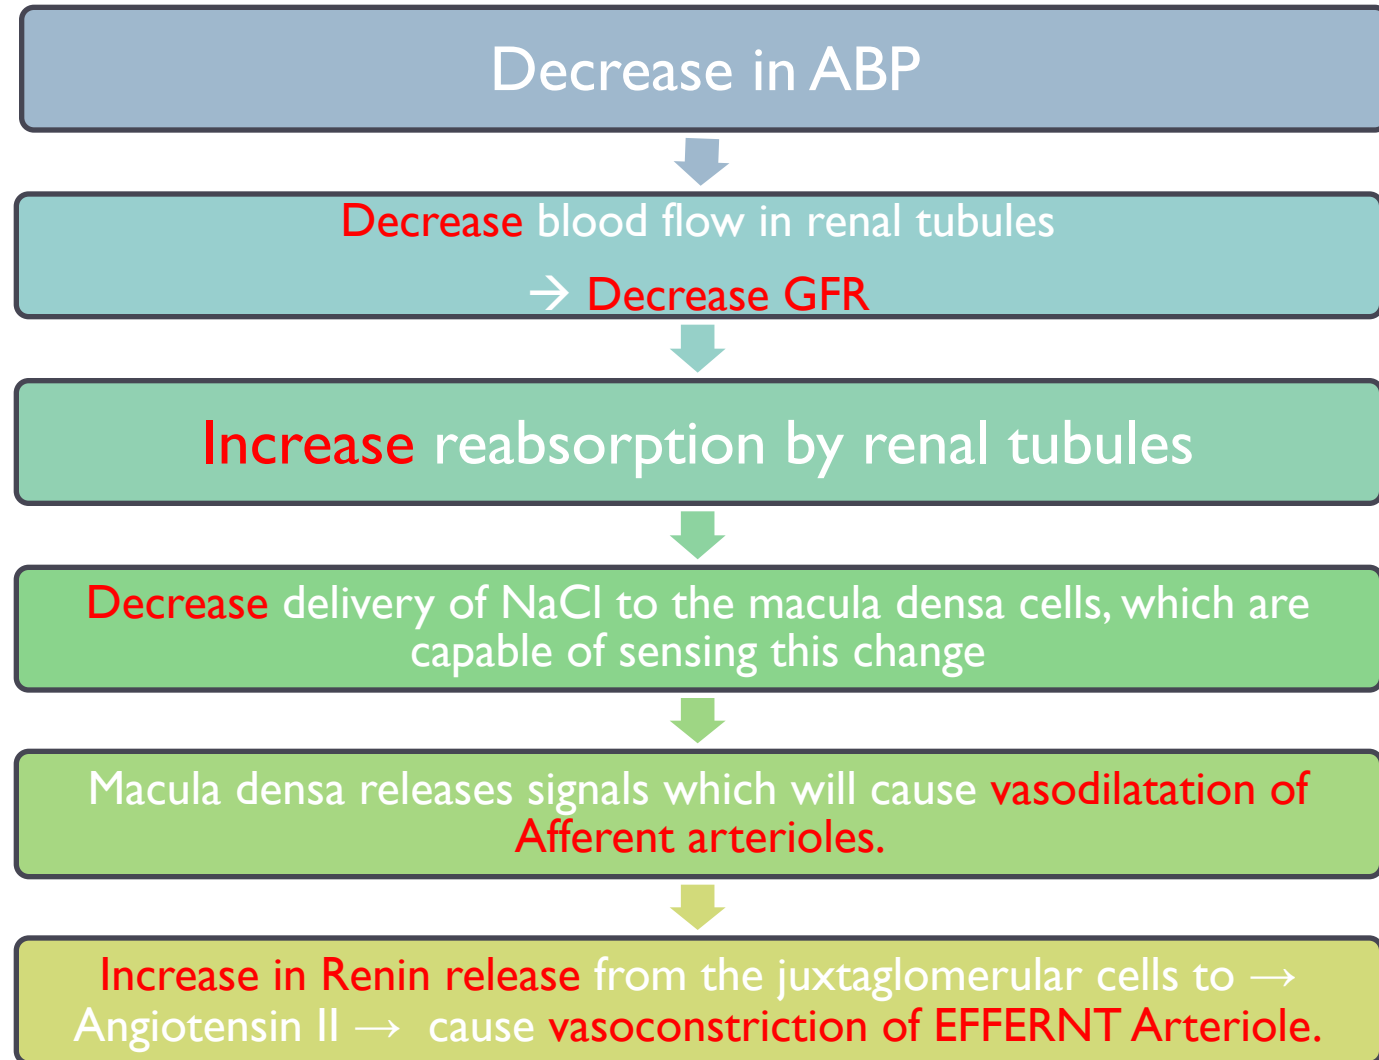 Decrease in ABP
Decrease blood flow in renal tubules
→ Decrease GFR
Increase reabsorption by renal tubules
Decrease delivery of NaCl to the macula densa cells, which are
capable of sensing this change
Macula densa releases signals which will cause vasodilatation of
Afferent arterioles.
Increase in Renin release from the juxtaglomerular cells to →
Angiotensin II → cause vasoconstriction of EFFERNT Arteriole.